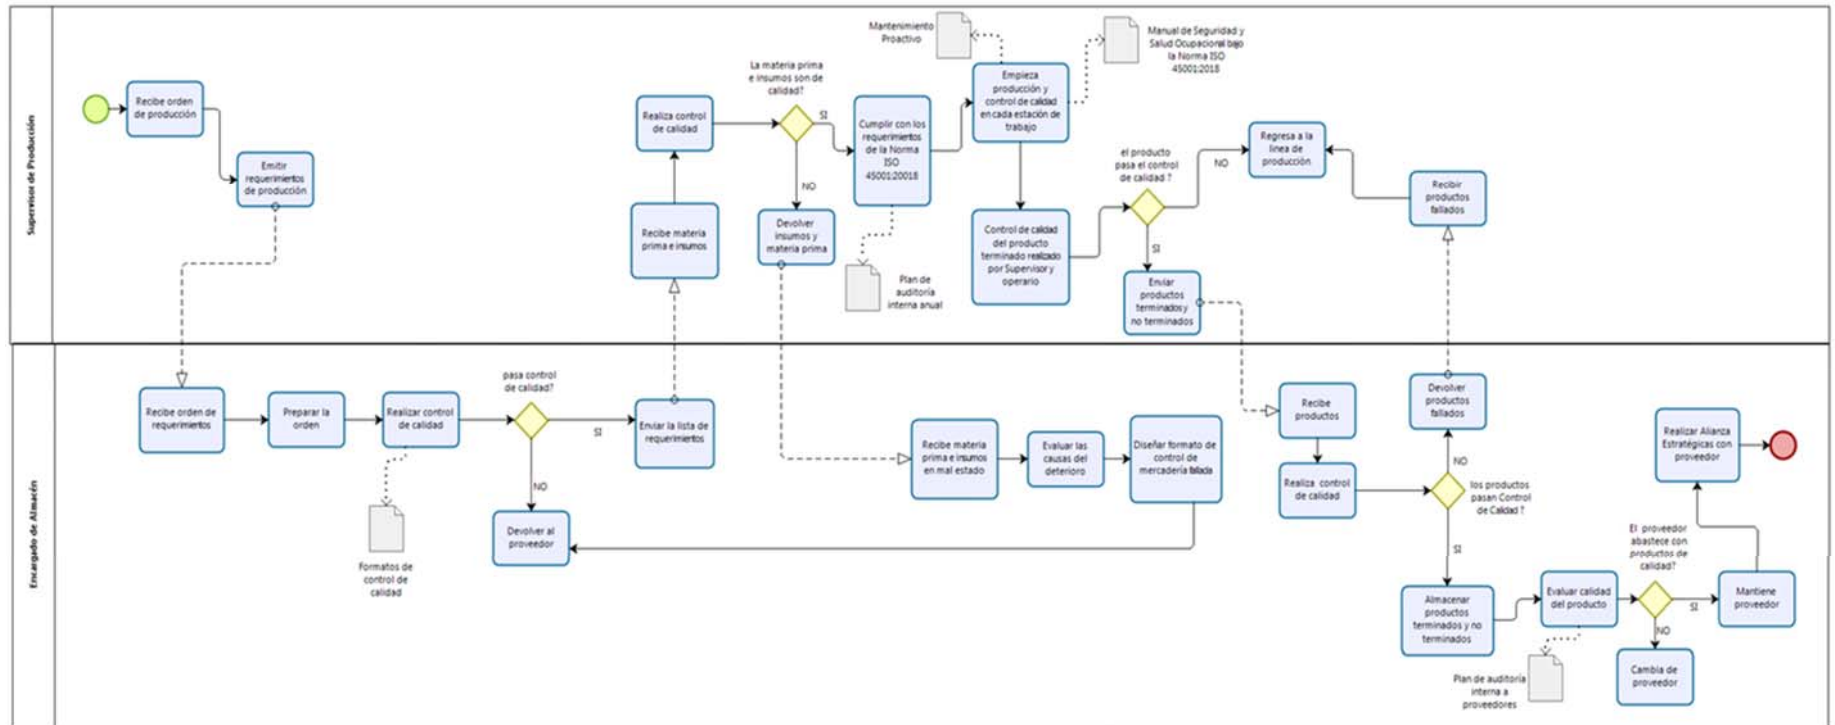 Supervisor de Producción
Recibe orden
de producción
Emitir
requerimientos
de producción
Realiza control
de calidad
Recibe materia
prima e insumos
La materia prima
e insumos son de
calidad?
SI
NO
Devolver
insumos y
materia prima
Cumplir con los
requerimientos
de la Norma
ISO
45001:20018
Plan de
auditoría
interna anual
Mantenimiento
Proactivo
Empieza
producción y
control de calidad
en cada estación de
trabajo
Manual de Seguridad y
Salud Ocupacional bajo
la Norma ISO
45001:2018
Control de calidad
del producto
terminado realizado
por Supervisor y
operario
el producto
pasa el control
de calidad ?
NO
SI
Enviar
productos
terminados y
no terminados
Regresa a la
linea de
producción
Recibir
productos
fallados
Encargado de Almacén
Recibe orden de
requerimientos
Preparar la
orden
Realizar control
de calidad
Formatos de
control de
calidad
pasa control
de calidad?
SI
NO
Devolver al
proveedor
Enviar la lista de
requerimientos
Recibe materia
prima e insumos
en mal estado
Evaluar las
causas del
deterioro
Diseñar formato de
control de
mercadería fallada
Recibe
productos
Realiza control
de calidad
Devolver
productos
fallados
NO
los productos
pasan Control
de Calidad ?
SI
Almacenar
productos
terminados y no
terminados
Evaluar calidad
del producto
Plan de auditoría
interna a
proveedores
El proveedor
abastece con
productos de
calidad?
SI
NO
Cambia de
proveedor
Mantiene
proveedor
Realizar Alianza
Estratégicas con
proveedor